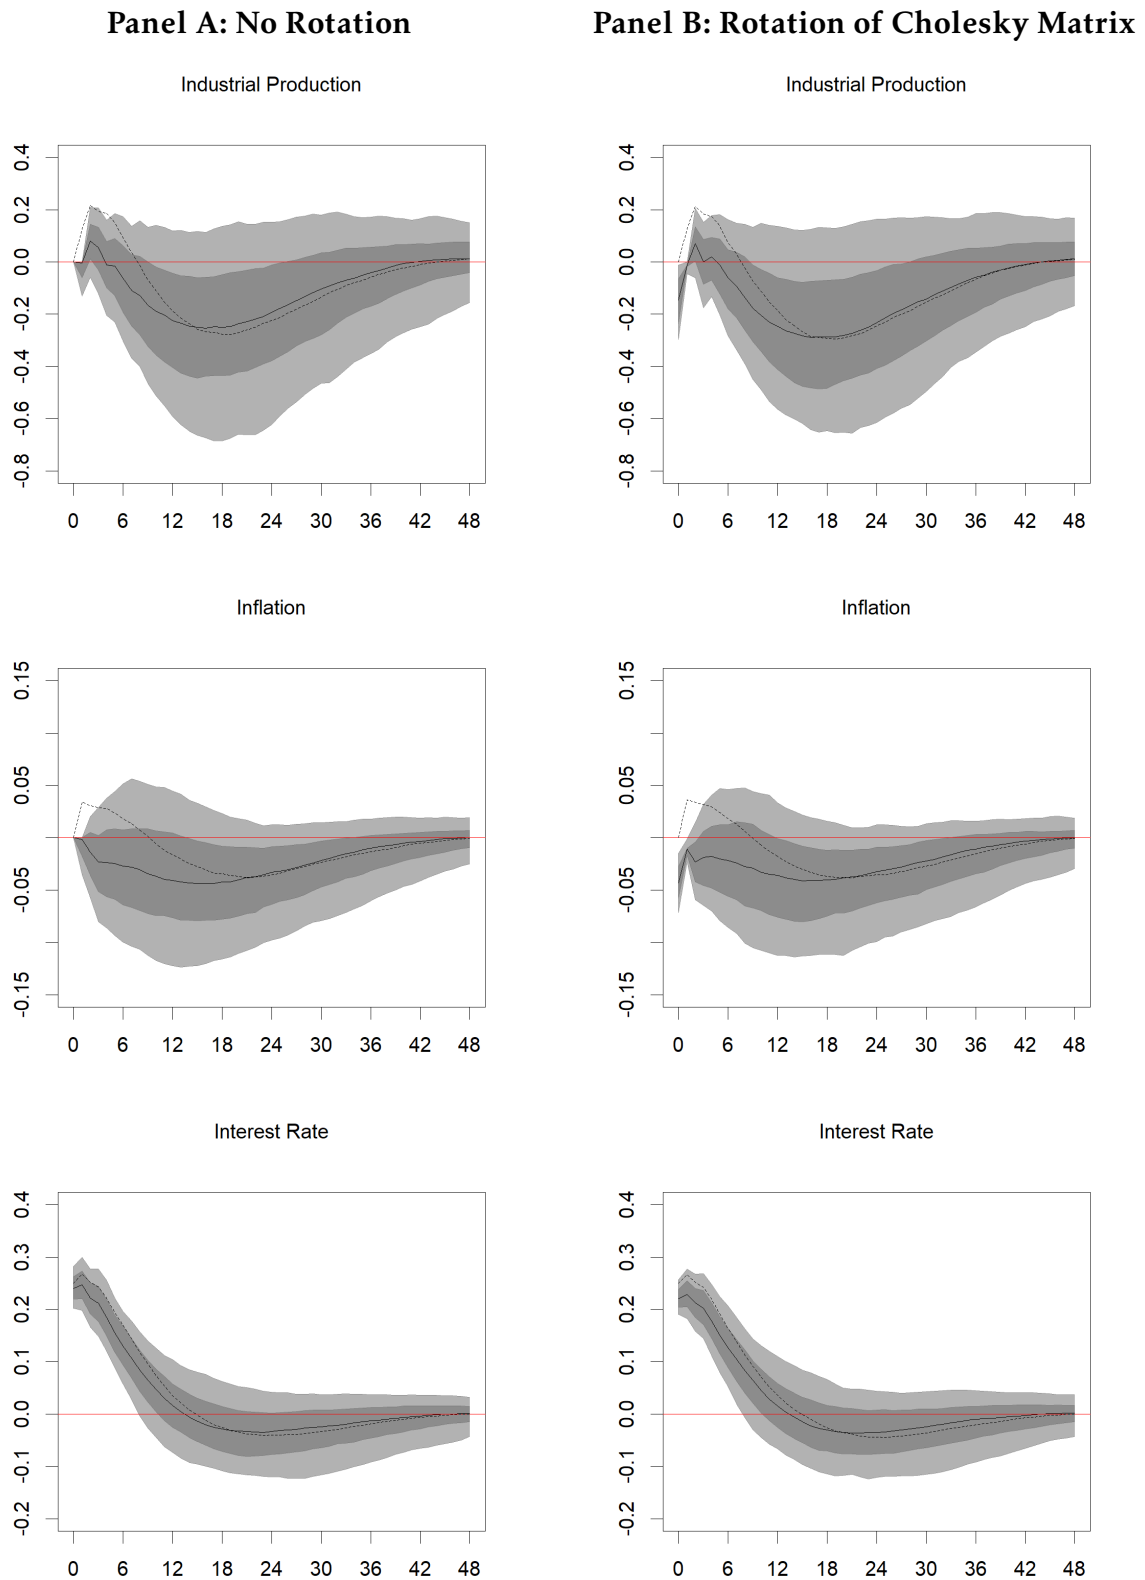 Panel A: No Rotation
Panel B: Rotation of Cholesky Matrix
Industrial Production
Industrial Production
0.4
0.2
0.0
-0.2
-0.4
-0.6
-0.8
0 6 12 18 24 30 36 42 48
0.4
0.2
0.0
-0.2
-0.4
-0.6
-0.8
0 6 12 18 24 30 36 42 48
Inflation
Inflation
0.15
0.05
-0.05
-0.15
0 6 12 18 24 30 36 42 48
0.15
0.05
-0.05
-0.15
0 6 12 18 24 30 36 42 48
Interest Rate
Interest Rate
0.4
0.3
0.2
0.1
0.0
-0.1
-0.2
0 6 12 18 24 30 36 42 48
0.4
0.3
0.2
0.1
0.0
-0.1
-0.2
0 6 12 18 24 30 36 42 48